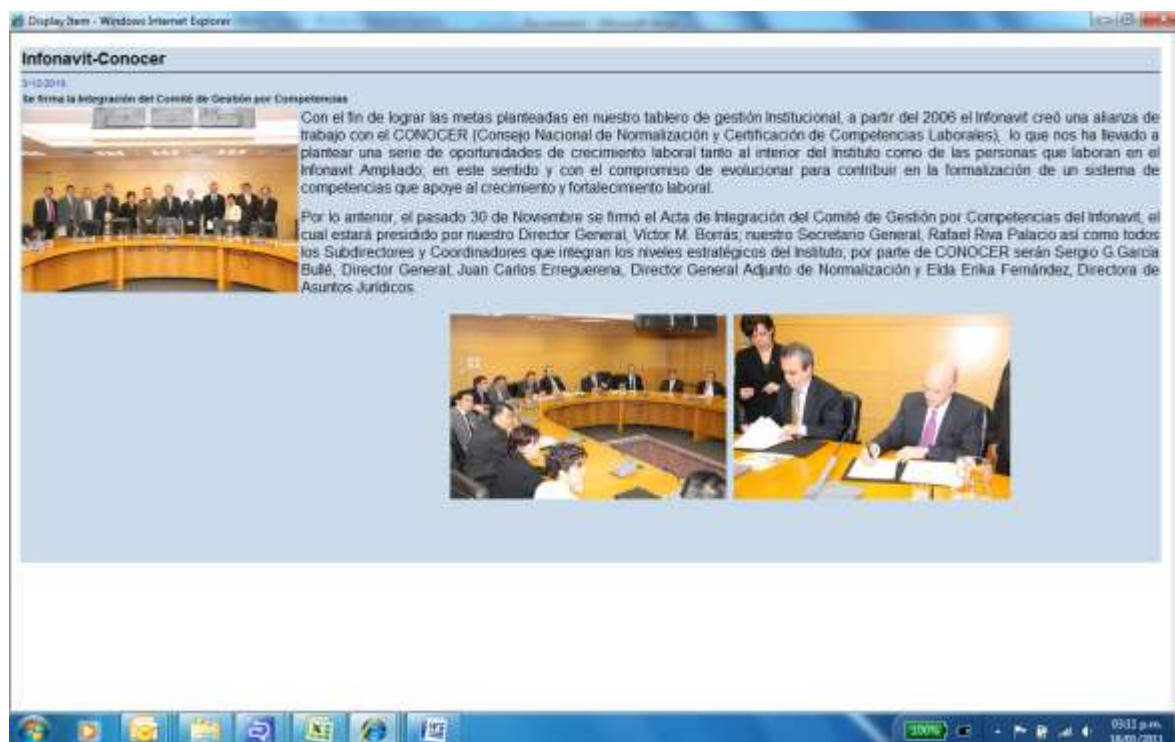 Display Item - Windows Internet Explorer
Infonavit-Conocer
Se firma la Integración del Comité de Gestión por Competencias
Con el fin de lograr las metas planteadas en nuestro tablero de gestión Institucional, a partir del 2006 el Infonavit creó una alianza de
trabajo con el CONOCER (Consejo Nacional de Normalización y Certificación de Competencias Laborales), lo que nos ha llevado a
plantear una serie de oportunidades de crecimiento laboral tanto al interior del Instituto como de las personas que laboran en el
Infonavit Ampliado; en este sentido y con el compromiso de evolucionar para contribuir en la formalización de un sistema de
competencias que apoye al crecimiento y fortalecimiento laboral.
Por lo anterior, el pasado 30 de Noviembre se firmó el Acta de Integración del Comité de Gestión por Competencias del Infonavit, el
cual estará presidido por nuestro Director General, Víctor M. Borrás; nuestro Secretario General, Rafael Riva Palacio así como todos
los Subdirectores y Coordinadores que integran los niveles estratégicos del Instituto; por parte de CONOCER serán Sergio G.García
Bullé, Director General; Juan Carlos Erreguerena, Director General Adjunto de Normalización y Elda Erika Fernández, Directora de
Asuntos Jurídicos.
100%
03:11 p.m.
18/01/2011